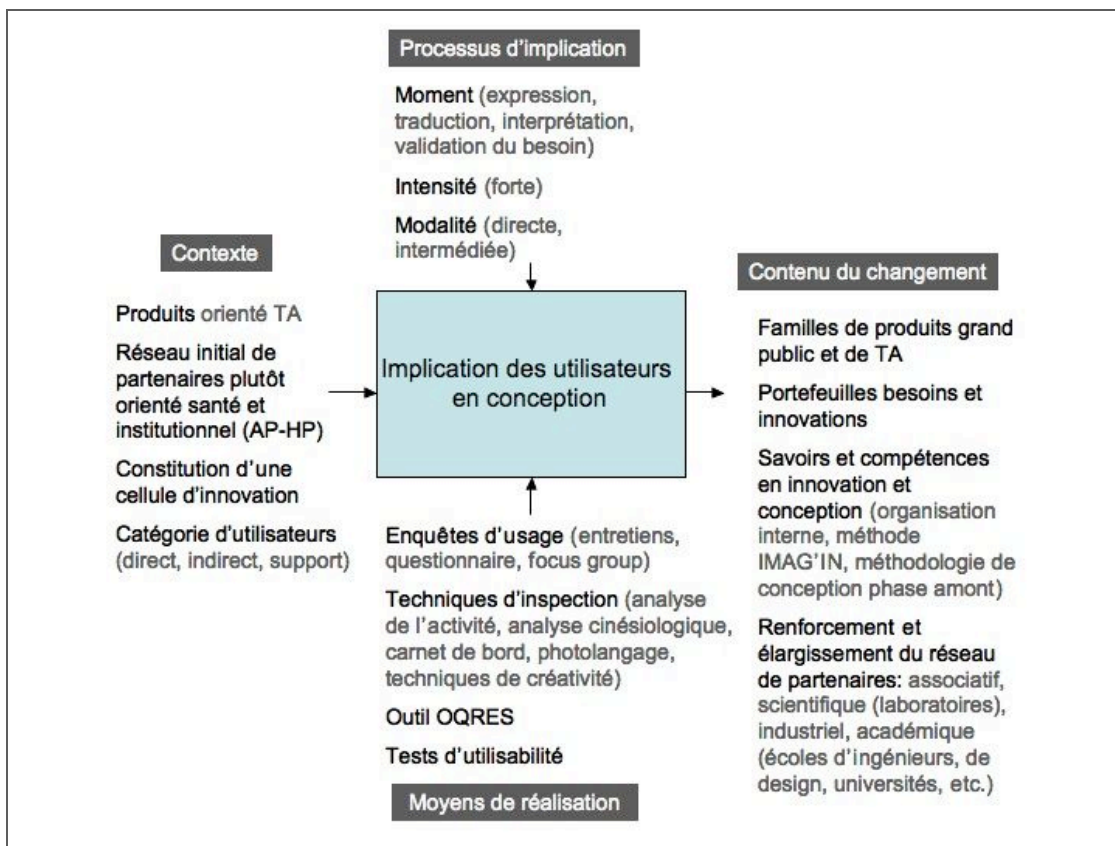 Processus d'implication
Moment (expression,
traduction, interprétation,
validation du besoin)
Intensité (forte)
Modalité (directe,
intermédiée)
Contexte
Produits orienté TA
Réseau initial de
partenaires plutôt
orienté santé et
institutionnel (AP-HP)
Constitution d'une
cellule d'innovation
Catégorie d'utilisateurs
(direct, indirect, support)
Implication des utilisateurs
en conception
Contenu du changement
Familles de produits grand
public et de TA
Portefeuilles besoins et
innovations
Savoirs et compétences
en innovation et
conception (organisation
interne, méthode
IMAG'IN, méthodologie de
conception phase amont)
Renforcement et
élargissement du réseau
de partenaires: associatif,
scientifique (laboratoires),
industriel, académique
(écoles d'ingénieurs, de
design, universités, etc.)
Enquêtes d'usage (entretiens,
questionnaire, focus group)
Techniques d'inspection (analyse
de l'activité, analyse cinésiologique,
carnet de bord, photolangage,
techniques de créativité)
Outil OQRES
Tests d'utilisabilité
Moyens de réalisation